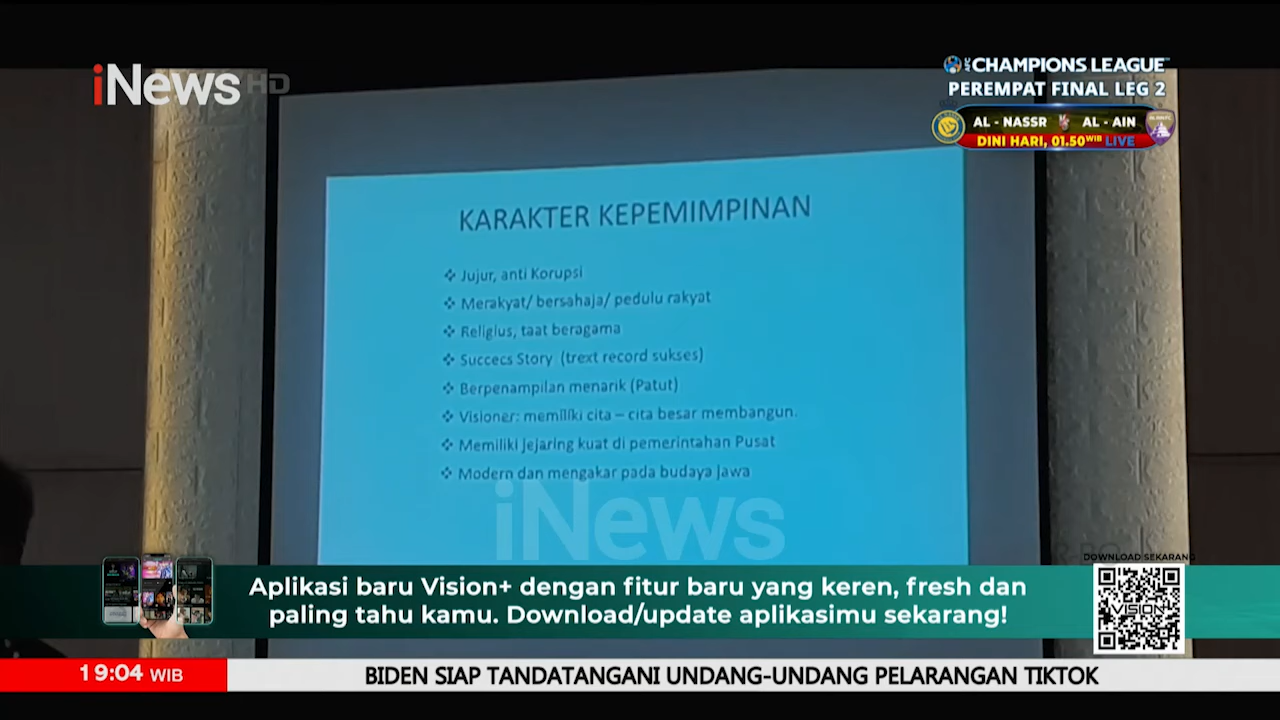 iNews HD
AFC CHAMPIONS LEAGUE
PEREMPAT FINAL LEG 2
AL - NASSR AL - AIN
DINI HARI, 01.50 WIB LIVE
KARAKTER KEPEMIMPINAN
❖ Jujur, anti Korupsi
❖ Merakyat/ bersahaja/ pedulu rakyat
❖ Religius, taat beragama
❖ Succecs Story (trext record sukses)
❖ Berpenampilan menarik (Patut)
❖ Visioner: memiliki cita – cita besar membangun.
❖ Memiliki jejaring kuat di pemerintahan Pusat
❖ Modern dan mengakar pada budaya Jawa
iNews
DOWNLOAD SEKARANG
Aplikasi baru Vision+ dengan fitur baru yang keren, fresh dan
paling tahu kamu. Download/update aplikasimu sekarang!
VISION+
19:04 WIB
BIDEN SIAP TANDATANGANI UNDANG-UNDANG PELARANGAN TIKTOK